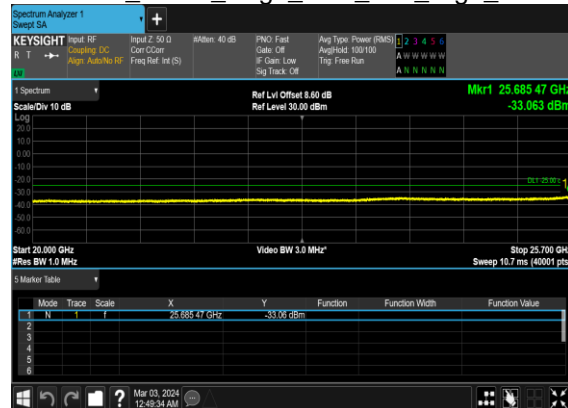 Spectrum Analyzer 1
Swept SA
+
KEYSIGHT Input: RF Input Z: 50 Ω #Atten: 40 dB PNO: Fast Avg Type: Power (RMS) 1 2 3 4 5 6
R T Coupling: DC Corr CCorr Gate: Off Avg|Hold: 100/100 A W W W W W
Align: Auto/No RF Freq Ref: Int (S) IF Gain: Low Trig: Free Run
LW Sig Track: Off A N N N N N
1 Spectrum Ref Lvl Offset 8.60 dB Mkr1 25.685 47 GHz
Scale/Div 10 dB Ref Level 30.00 dBm -33.063 dBm
Log
20.0
10.0
0.00
-10.0
-20.0 DL1 -25.00
-30.0 1
-40.0
-50.0
-60.0
Start 20.000 GHz Video BW 3.0 MHz* Stop 25.700 GHz
#Res BW 1.0 MHz Sweep 10.7 ms (40001 pts
5 Marker Table
Mode Trace Scale X Y Function Function Width Function Value
1 N 1 f 25.685 47 GHz -33.06 dBm
2
3
4
5
6
? Mar 03, 2024
12:49:34 AM